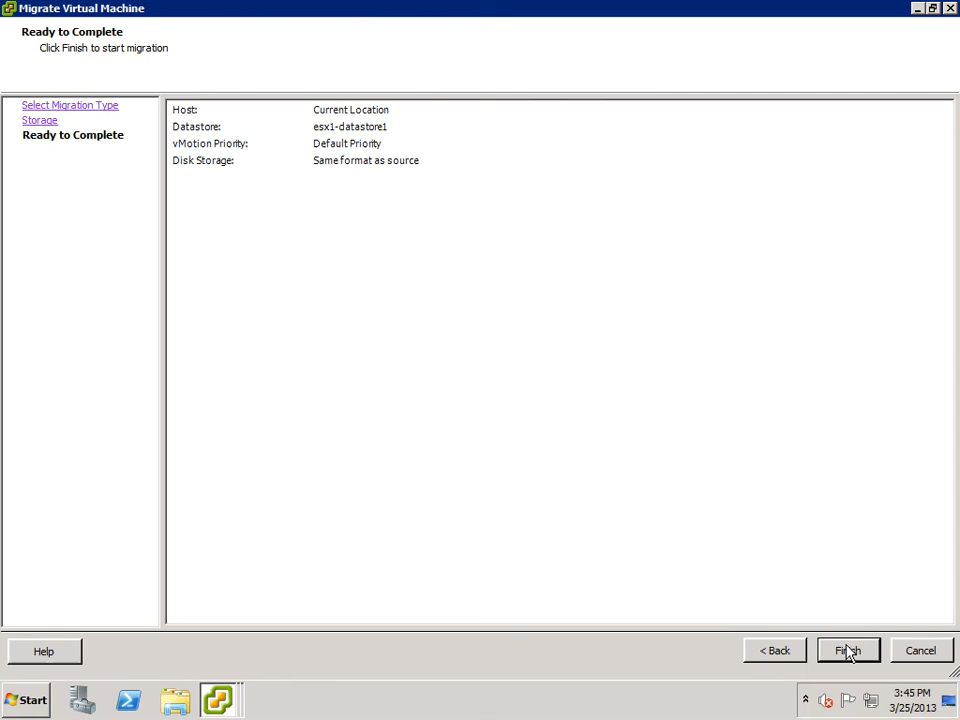 Migrate Virtual Machine
Ready to Complete
Click Finish to start migration
Select Migration Type
Storage
Ready to Complete
Host: Current Location
Datastore: esx1-datastore1
vMotion Priority: Default Priority
Disk Storage: Same format as source
Help
< Back
Finish
Cancel
Start
3:45 PM
3/25/2013